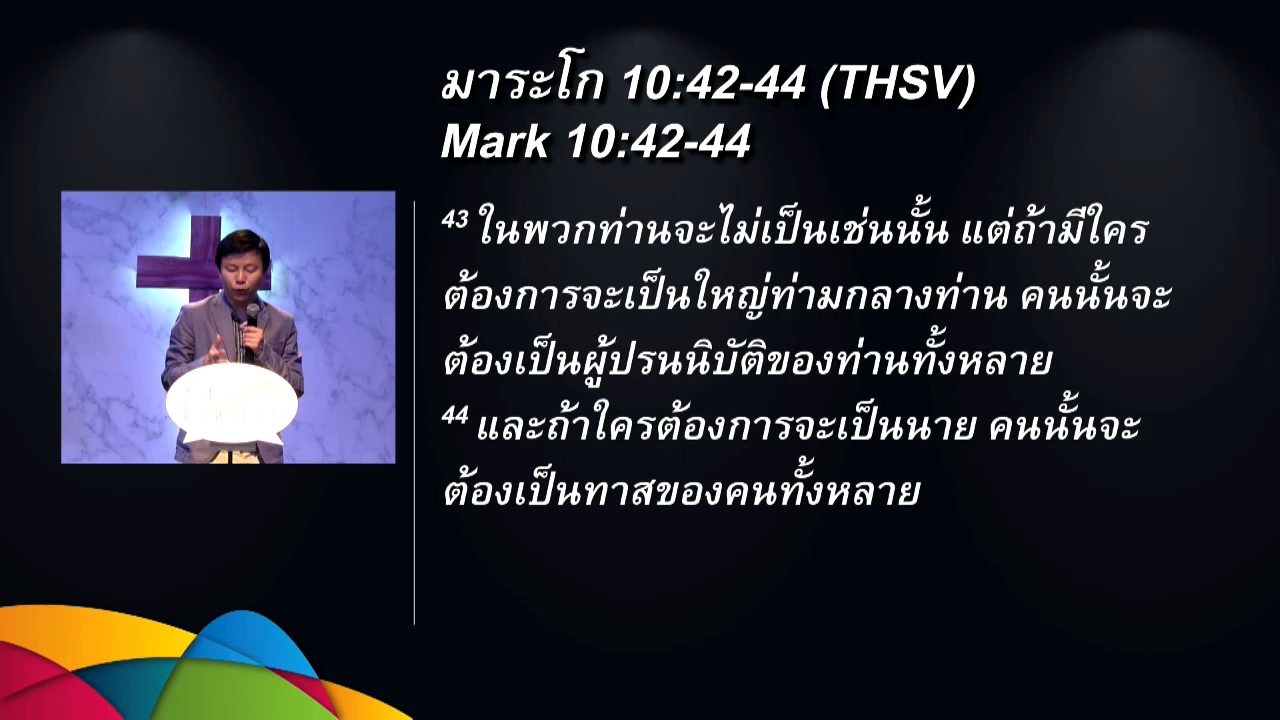 มาระโก 10:42-44 (THSV)
Mark 10:42-44
43 ในพวกท่านจะไม่เป็นเช่นนั้น แต่ถ้ามีใคร
ต้องการจะเป็นใหญ่ท่ามกลางท่าน คนนั้นจะ
ต้องเป็นผู้ปรนนิบัติของท่านทั้งหลาย
44 และถ้าใครต้องการจะเป็นนาย คนนั้นจะ
ต้องเป็นทาสของคนทั้งหลาย